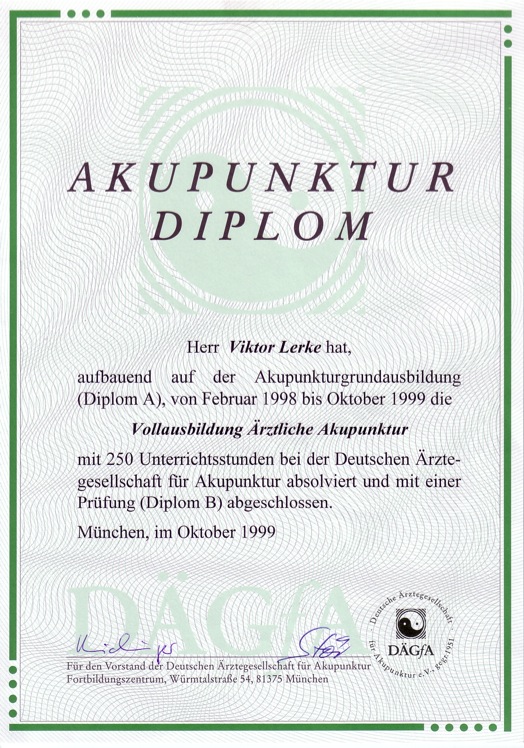 AKUPUNKTUR
DIPLOM
Herr Viktor Lerke hat,
aufbauend auf der Akupunkturgrundausbildung
(Diplom A), von Februar 1998 bis Oktober 1999 die
Vollausbildung Ärztliche Akupunktur
mit 250 Unterrichtsstunden bei der Deutschen Ärzte-
gesellschaft für Akupunktur absolviert und mit einer
Prüfung (Diplom B) abgeschlossen.
München, im Oktober 1999
DÄGfA
Für den Vorstand der Deutschen Ärztegesellschaft für Akupunktur
Fortbildungszentrum, Würmtalstraße 54, 81375 München
Deutsche Ärztegesellschaft
DÄGfA
für Akupunktur e.V., gegr. 1951